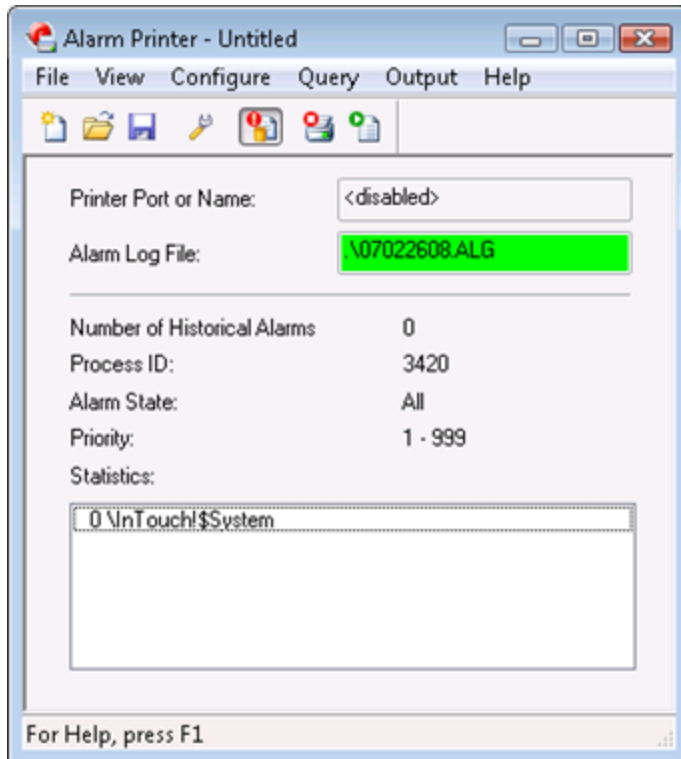 Alarm Printer - Untitled
File View Configure Query Output Help
Printer Port or Name: <disabled>
Alarm Log File: .\07022608.ALG
Number of Historical Alarms 0
Process ID: 3420
Alarm State: All
Priority: 1 - 999
Statistics:
0 \InTouch!$System
For Help, press F1